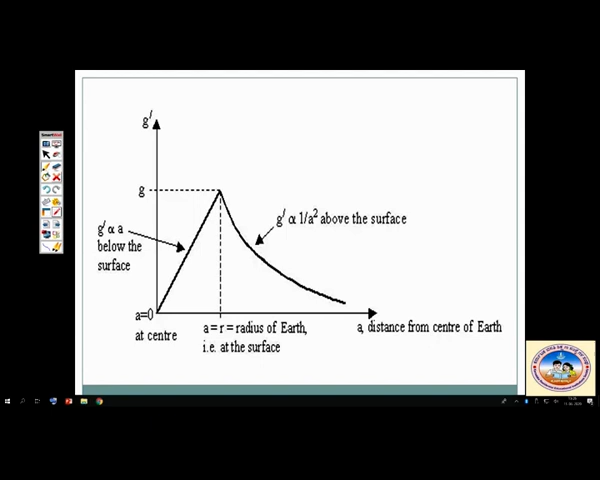 g′
g
g′ α a
below the
surface
g′ α 1/a² above the surface
a=0
at centre
a = r = radius of Earth,
i.e. at the surface
a, distance from centre of Earth